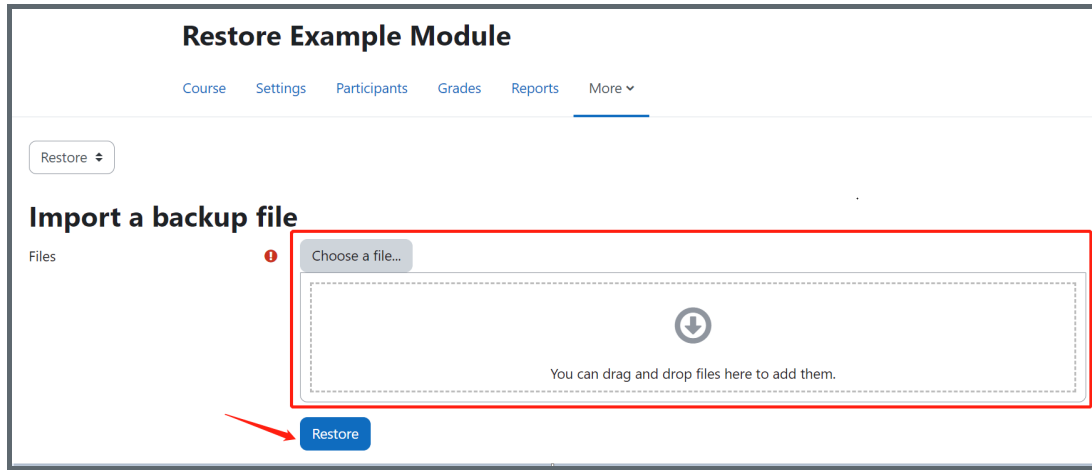 Restore Example Module
Course Settings Participants Grades Reports More
Restore
Import a backup file
Files
Choose a file...
You can drag and drop files here to add them.
Restore